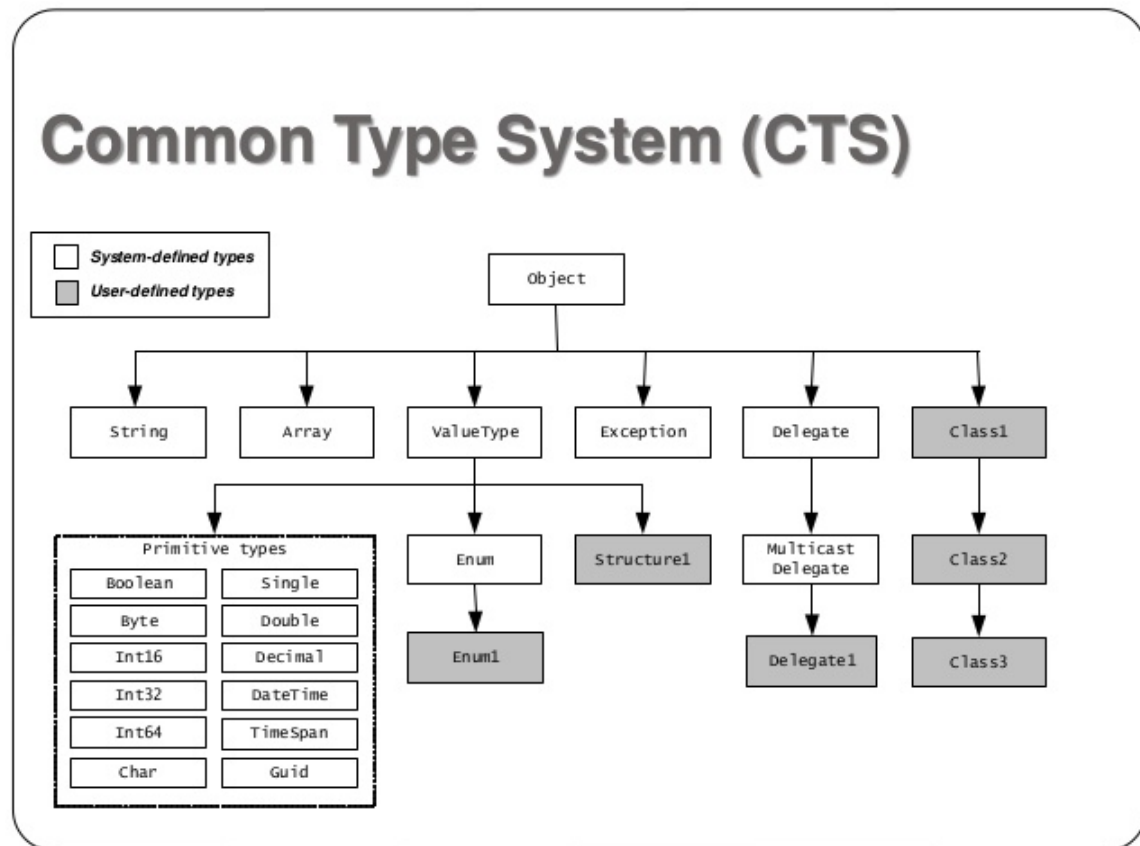 Common Type System (CTS)
System-defined types
User-defined types
Object
String
Array
ValueType
Exception
Delegate
Class1
Primitive types
Boolean
Single
Byte
Double
Int16
Decimal
Int32
DateTime
Int64
TimeSpan
Char
Guid
Enum
Structure1
Multicast
Delegate
Class2
Enum1
Delegate1
Class3